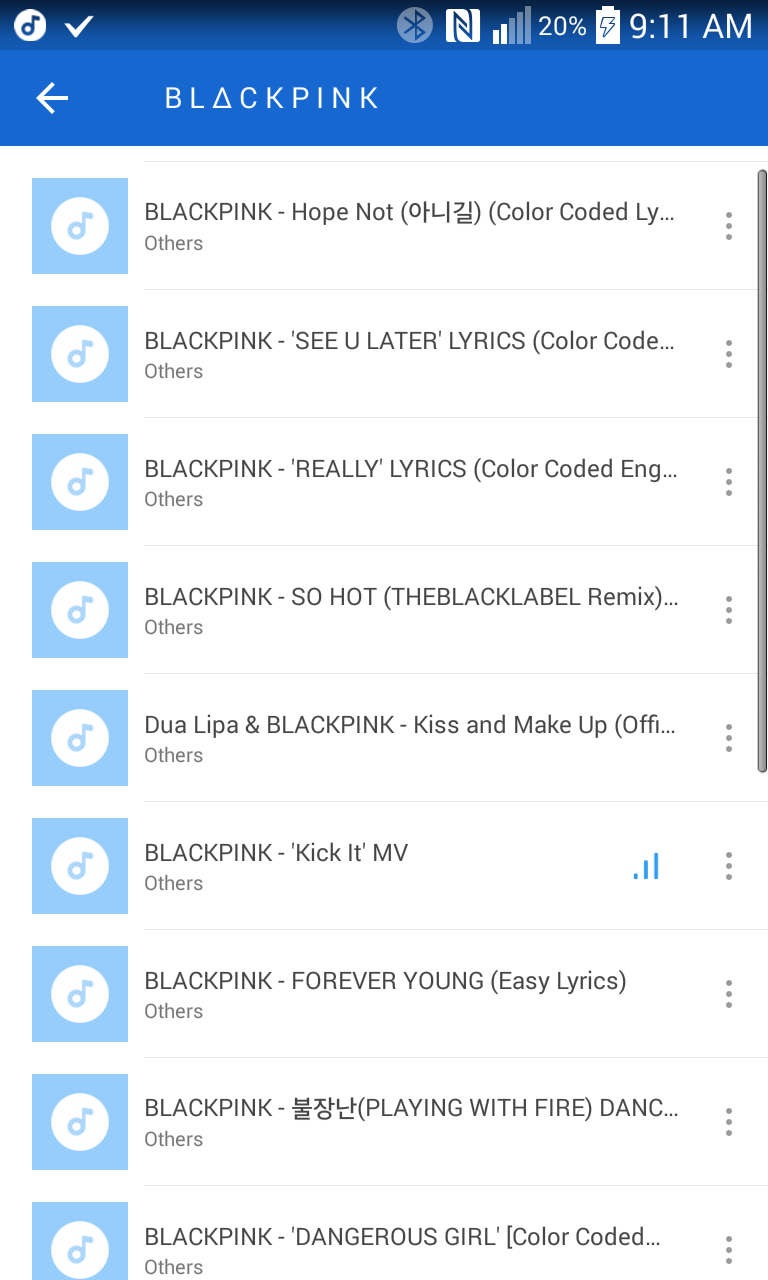 20% 9:11 AM
BLΔCKPINK
BLACKPINK - Hope Not (아니길) (Color Coded Ly...
Others
BLACKPINK - 'SEE U LATER' LYRICS (Color Code...
Others
BLACKPINK - 'REALLY' LYRICS (Color Coded Eng...
Others
BLACKPINK - SO HOT (THEBLACKLABEL Remix)...
Others
Dua Lipa & BLACKPINK - Kiss and Make Up (Offi...
Others
BLACKPINK - 'Kick It' MV
Others
BLACKPINK - FOREVER YOUNG (Easy Lyrics)
Others
BLACKPINK - 불장난(PLAYING WITH FIRE) DANC...
Others
BLACKPINK - 'DANGEROUS GIRL' [Color Coded...
Others